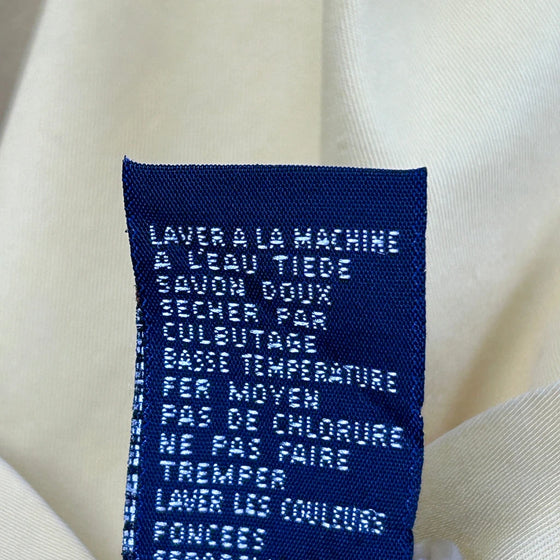 LAVER A LA MACHINE
A L'EAU TIEDE
SAVON DOUX
SECHER PAR
CULBUTAGE
BASSE TEMPERATURE
FER MOYEN
PAS DE CHLORURE
NE PAS FAIRE
TREMPER
LAVER LES COULEURS
FONCEES